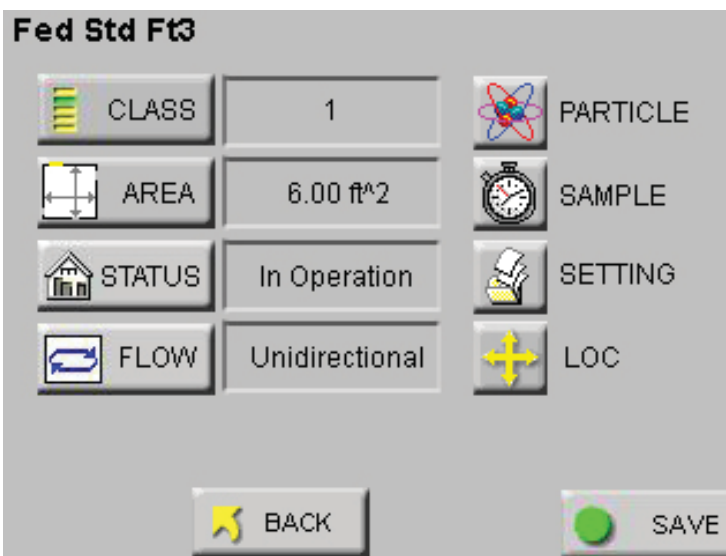 Fed Std Ft3
CLASS 1 PARTICLE
AREA 6.00 ft^2 SAMPLE
STATUS In Operation SETTING
FLOW Unidirectional LOC
BACK SAVE